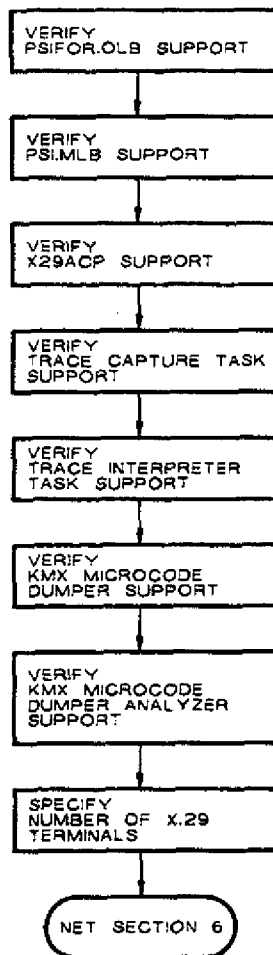 VERIFY
PSIFOR.OLB SUPPORT
VERIFY
PSI.MLB SUPPORT
VERIFY
X29ACP SUPPORT
VERIFY
TRACE CAPTURE TASK
SUPPORT
VERIFY
TRACE INTERPRETER
TASK SUPPORT
VERIFY
KMX MICROCODE
DUMPER SUPPORT
VERIFY
KMX MICROCODE
DUMPER ANALYZER
SUPPORT
SPECIFY
NUMBER OF X.29
TERMINALS
NET SECTION 6